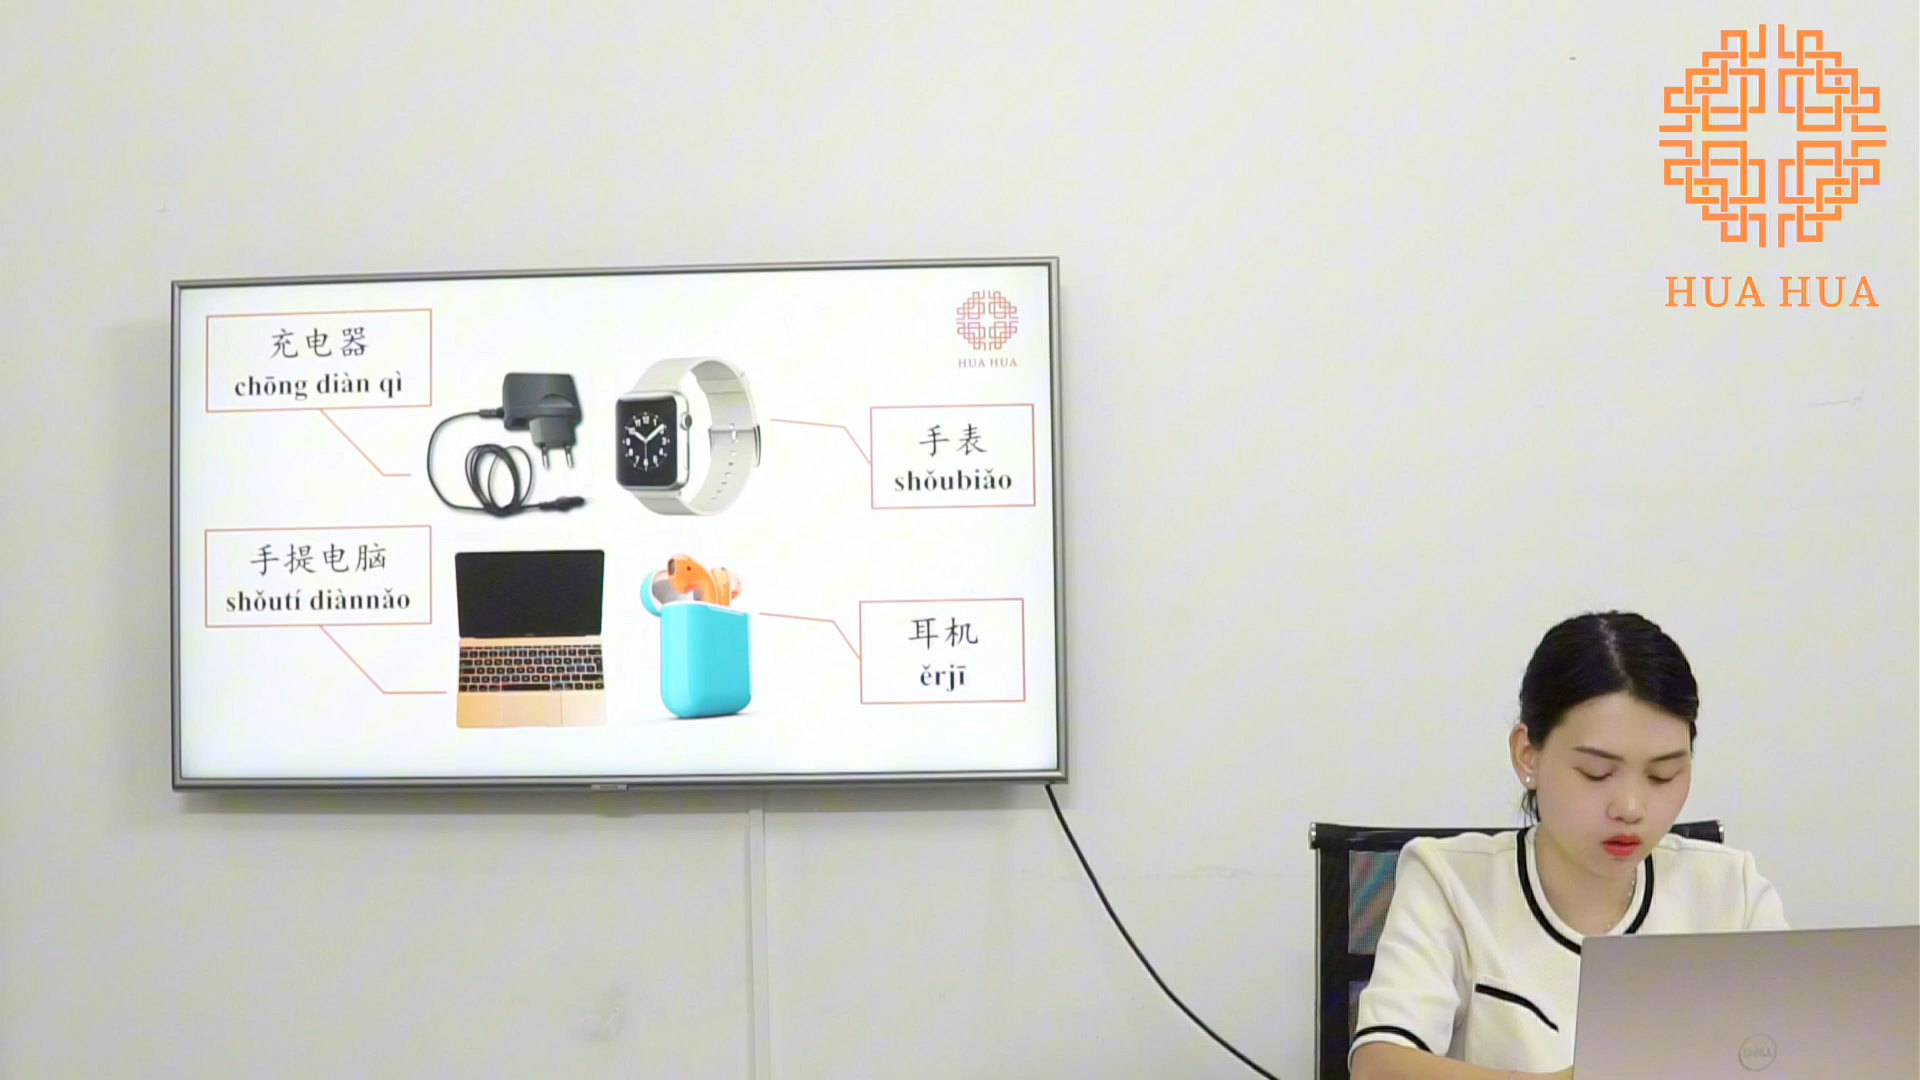 HUA HUA
充电器
chōng diàn qì
HUA HUA
手表
shǒubiǎo
手提电脑
shǒutí diànnǎo
耳机
ěrjī
DELL